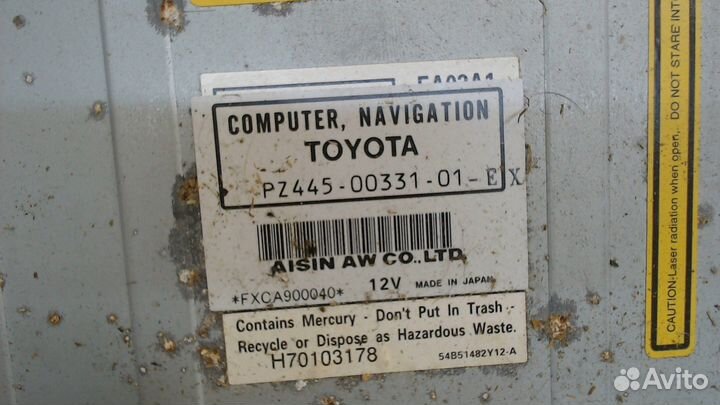 COMPUTER, NAVIGATION
TOYOTA
PZ445-00331-01-EX
AISIN AW CO.,LTD.
*FXCA900040* 12V MADE IN JAPAN
Contains Mercury - Don't Put In Trash -
Recycle or Dispose as Hazardous Waste.
H70103178 54B51482Y12-A
CAUTION-Laser radiation when open, DO NOT STARE INTO
Avito